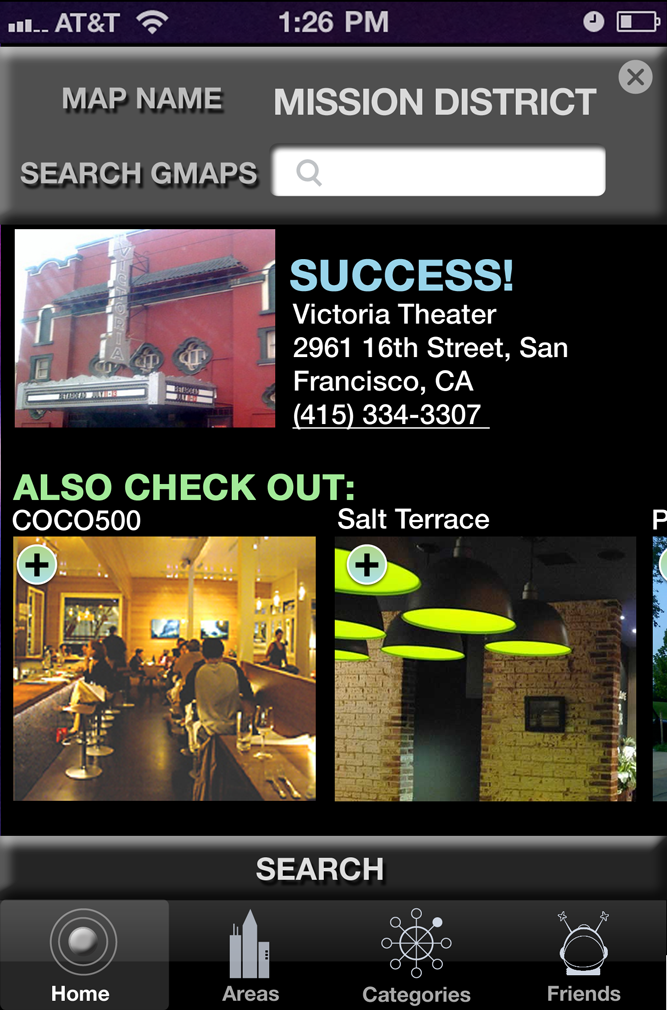 AT&T 1:26 PM
MAP NAME MISSION DISTRICT
SEARCH GMAPS
VICTORIA
SUCCESS!
Victoria Theater
2961 16th Street, San
Francisco, CA
(415) 334-3307
ALSO CHECK OUT:
COCO500 Salt Terrace P
SEARCH
Home Areas Categories Friends